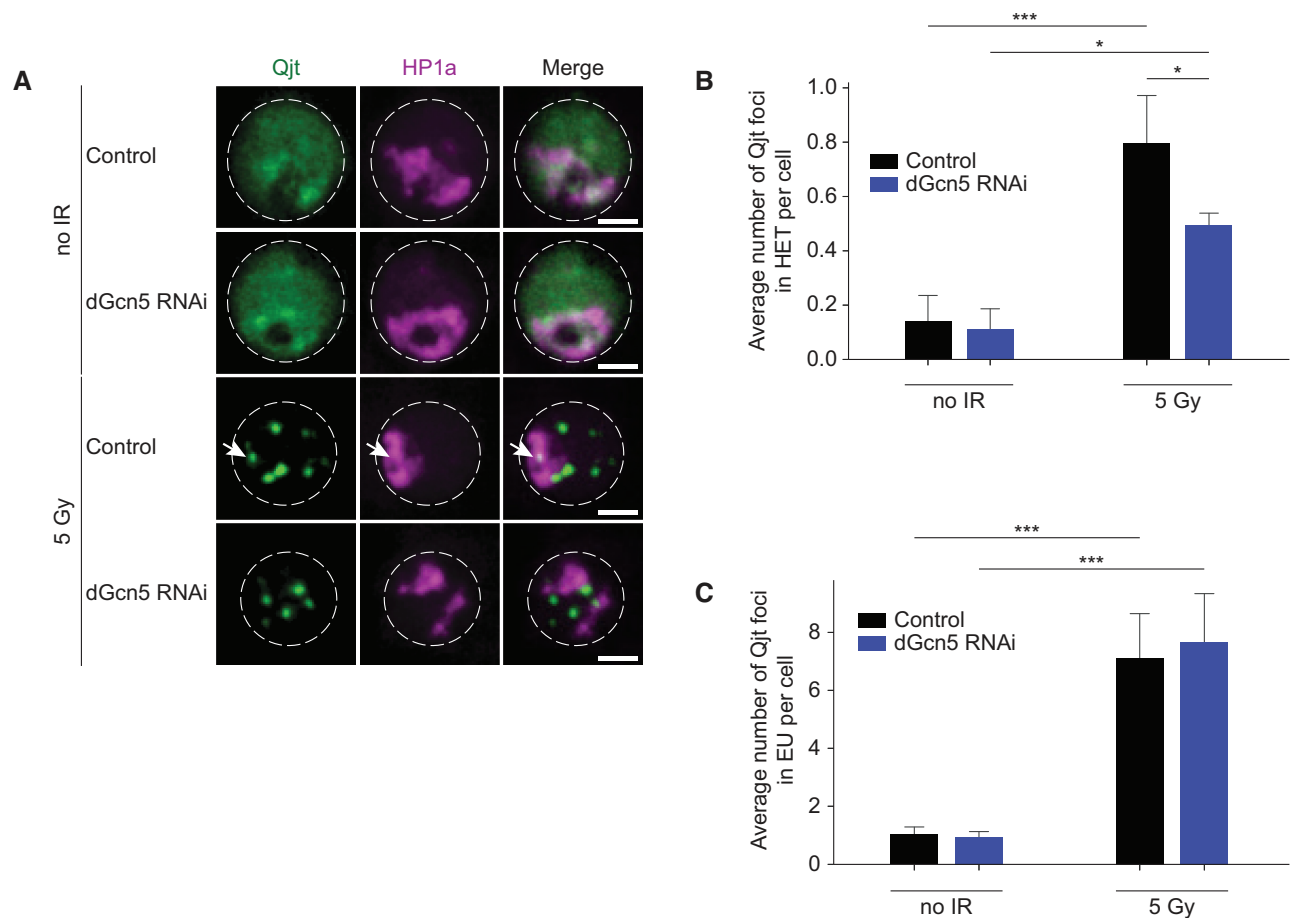 A
Qjt
HP1a
Merge
no IR
Control
dGcn5 RNAi
5 Gy
Control
dGcn5 RNAi
B
***
*
*
Average number of Qjt foci
in HET per cell
1.0
0.8
0.6
0.4
0.2
0.0
Control
dGcn5 RNAi
no IR
5 Gy
C
***
***
Average number of Qjt foci
in EU per cell
8
6
4
2
0
Control
dGcn5 RNAi
no IR
5 Gy